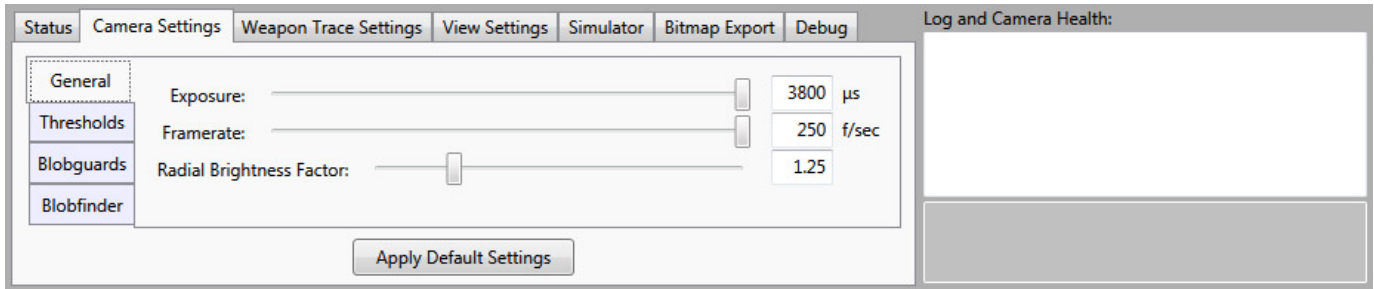 Status Camera Settings Weapon Trace Settings View Settings Simulator Bitmap Export Debug
Log and Camera Health:
General
Thresholds
Blobguards
Blobfinder
Exposure: 3800 µs
Framerate: 250 f/sec
Radial Brightness Factor: 1.25
Apply Default Settings